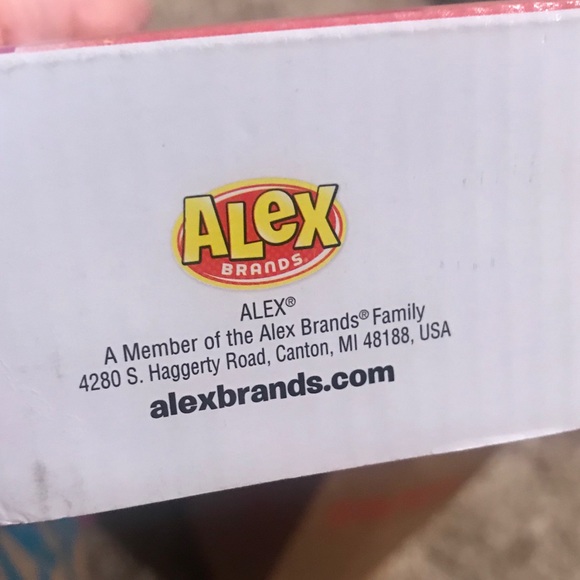 ALEX
BRANDS®
ALEX®
A Member of the Alex Brands® Family
4280 S. Haggerty Road, Canton, MI 48188, USA
alexbrands.com